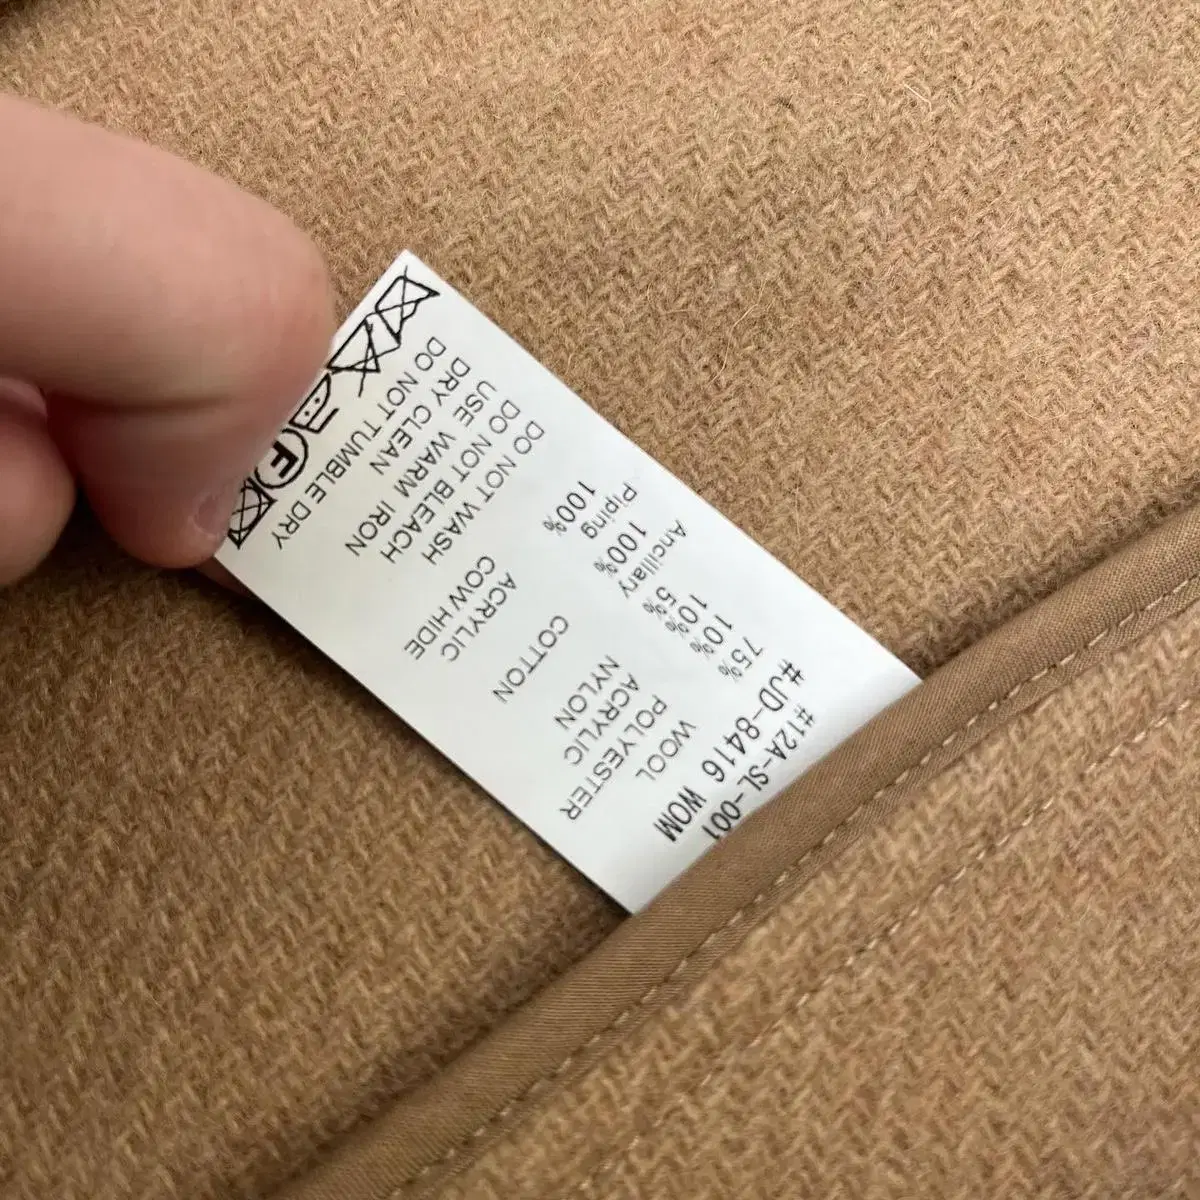 #12A-SL-001
#JD-8416 WOM
75% WOOL
10% POLYESTER
10% ACRYLIC
5% NYLON
Ancillary
100% COTTON
Piping
100% ACRYLIC
COW HIDE
DO NOT WASH
DO NOT BLEACH
USE WARM IRON
DRY CLEAN
DO NOT TUMBLE DRY
F